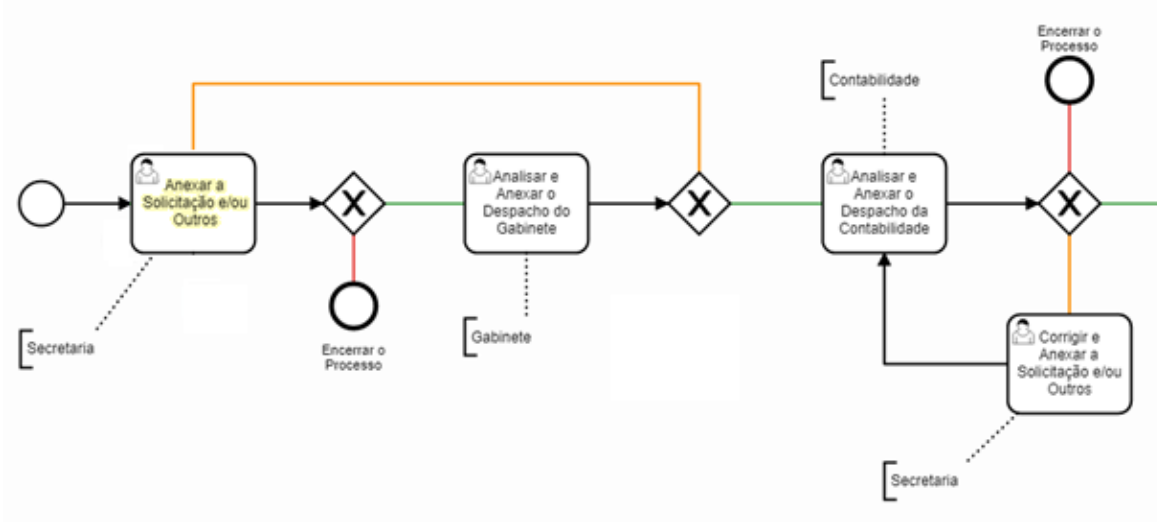 Anexar a
Solicitação e/ou
Outros
Secretaria
Encerrar o
Processo
Analisar e
Anexar o
Despacho do
Gabinete
Gabinete
Contabilidade
Analisar e
Anexar o
Despacho da
Contabilidade
Encerrar o
Processo
Corrigir e
Anexar a
Solicitação e/ou
Outros
Secretaria